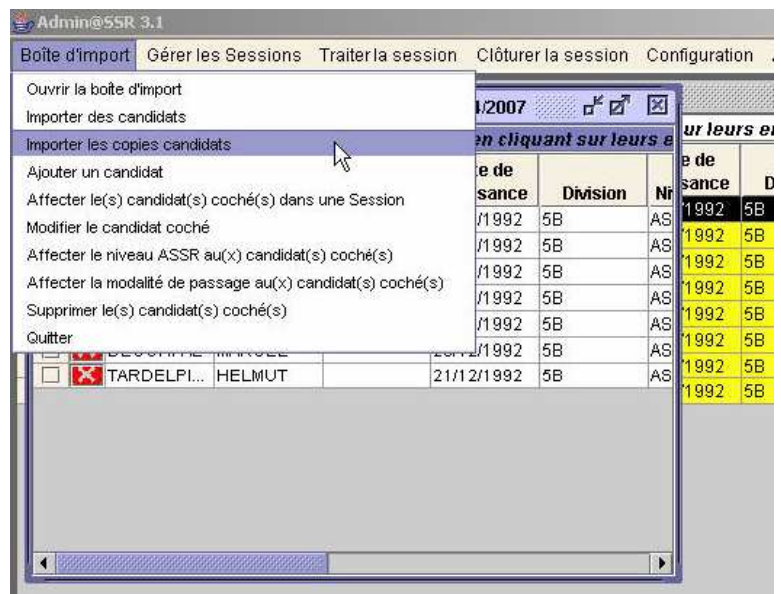 Admin@SSR 3.1
Boîte d'import Gérer les Sessions Traiter la session Clôturer la session Configuration
Ouvrir la boîte d'import
Importer des candidats
Importer les copies candidats
Ajouter un candidat
Affecter le(s) candidat(s) coché(s) dans une Session
Modifier le candidat coché
Affecter le niveau ASSR au(x) candidat(s) coché(s)
Affecter la modalité de passage au(x) candidat(s) coché(s)
Supprimer le(s) candidat(s) coché(s)
Quitter
/2007
en cliquant sur leurs e
ur leurs e
e de
sance Division Ni
/1992 5B AS
/1992 5B AS
/1992 5B AS
/1992 5B AS
/1992 5B AS
/1992 5B AS
TARDELPI... HELMUT 21/12/1992 5B AS
e de
sance D
/1992 5B
/1992 5B
/1992 5B
/1992 5B
/1992 5B
/1992 5B
/1992 5B
/1992 5B